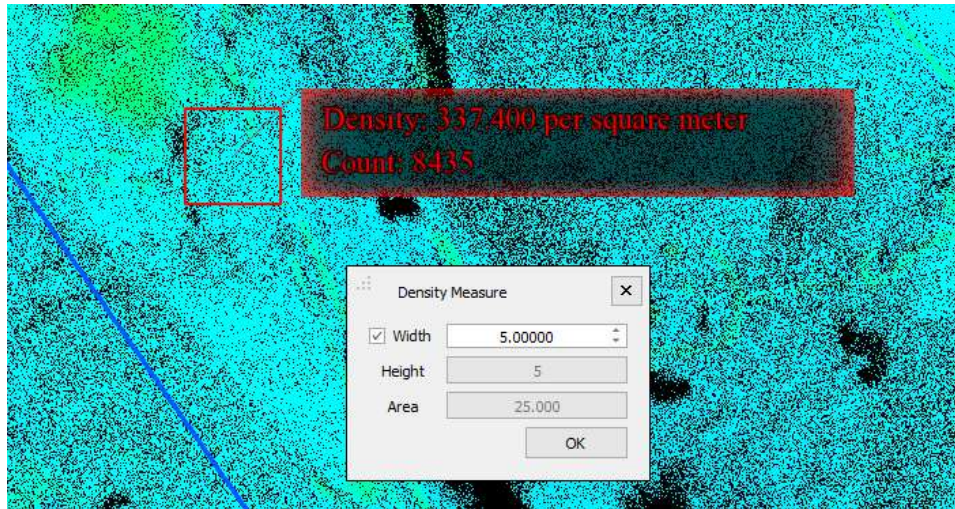 Density: 337.400 per square meter
Count: 8435
Density Measure
Width 5.00000
Height 5
Area 25.000
OK